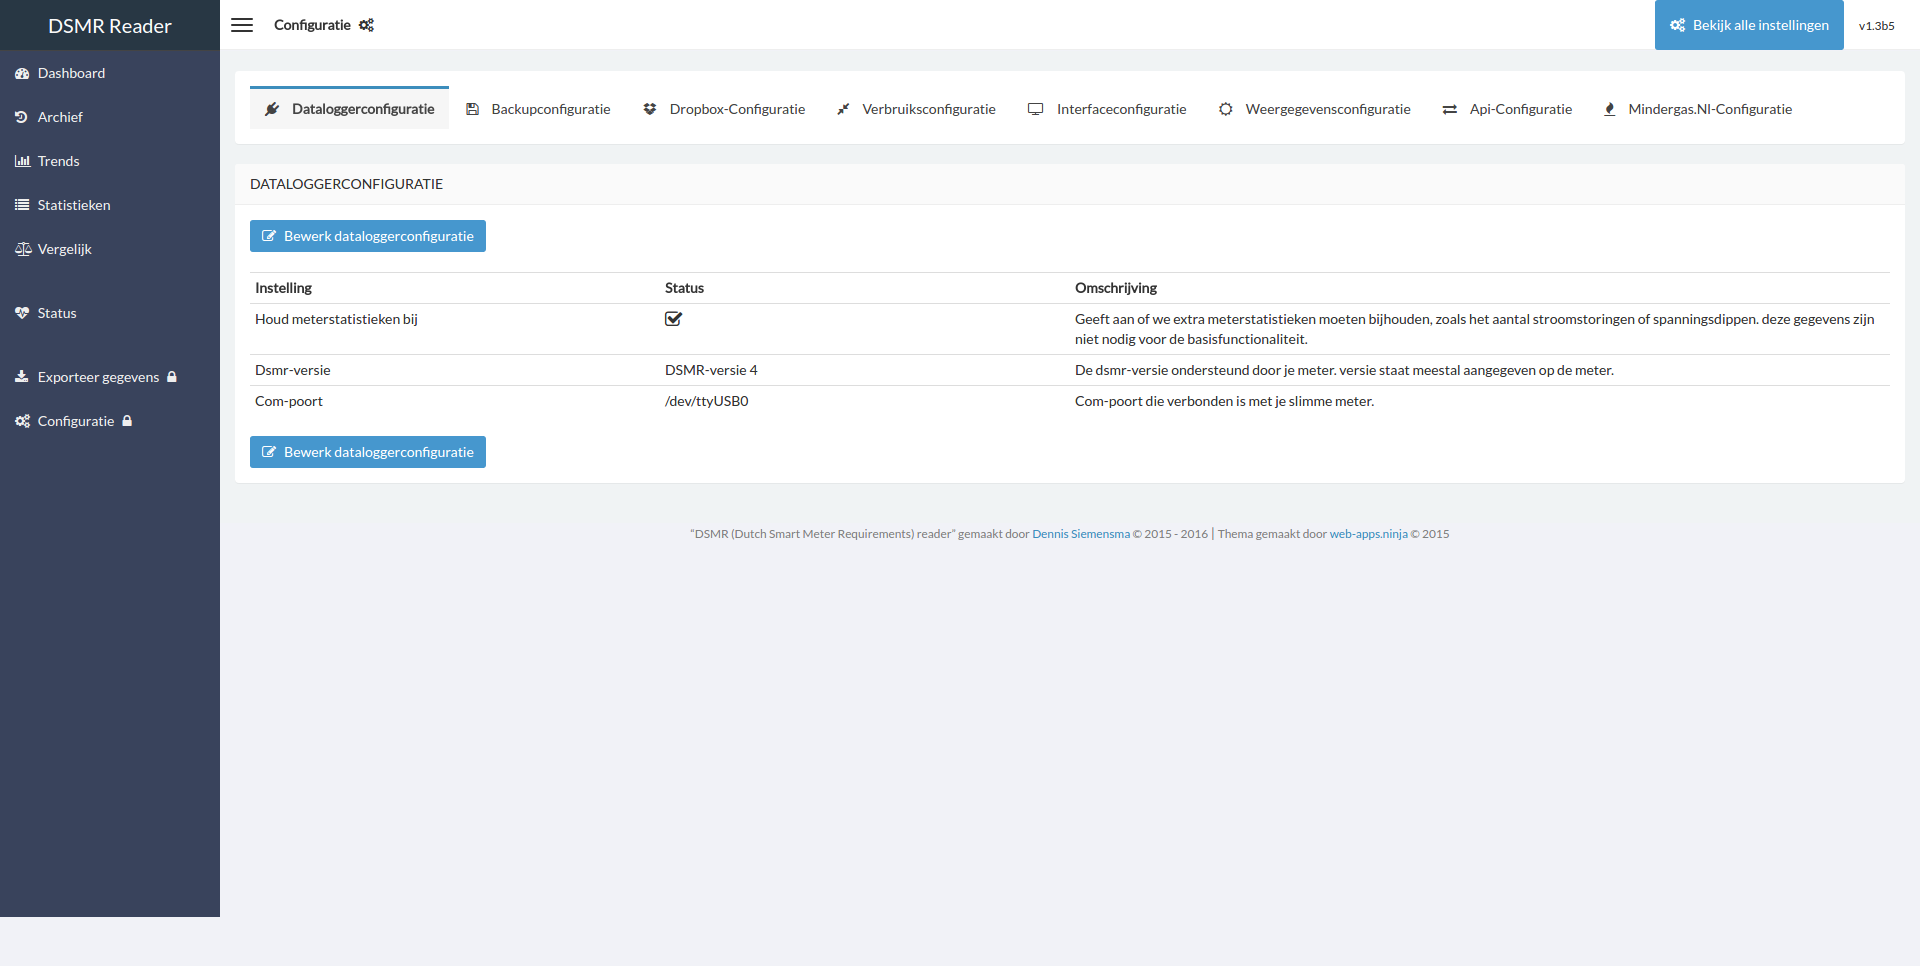 DSMR Reader
Configuratie
Bekijk alle instellingen
v1.3b5
Dashboard
Archief
Trends
Statistieken
Vergelijk
Status
Exporteer gegevens
Configuratie
Dataloggerconfiguratie
Backupconfiguratie
Dropbox-Configuratie
Verbruiksconfiguratie
Interfaceconfiguratie
Weergegevensconfiguratie
Api-Configuratie
Mindergas.Nl-Configuratie
DATALOGGERCONFIGURATIE
Bewerk dataloggerconfiguratie
Instelling Status Omschrijving
Houd meterstatistieken bij Geeft aan of we extra meterstatistieken moeten bijhouden, zoals het aantal stroomstoringen of spanningsdippen. deze gegevens zijn
niet nodig voor de basisfunctionaliteit.
Dsmr-versie DSMR-versie 4 De dsmr-versie ondersteund door je meter. versie staat meestal aangegeven op de meter.
Com-poort /dev/ttyUSB0 Com-poort die verbonden is met je slimme meter.
Bewerk dataloggerconfiguratie
“DSMR (Dutch Smart Meter Requirements) reader” gemaakt door Dennis Siemensma © 2015 - 2016 | Thema gemaakt door web-apps.ninja © 2015